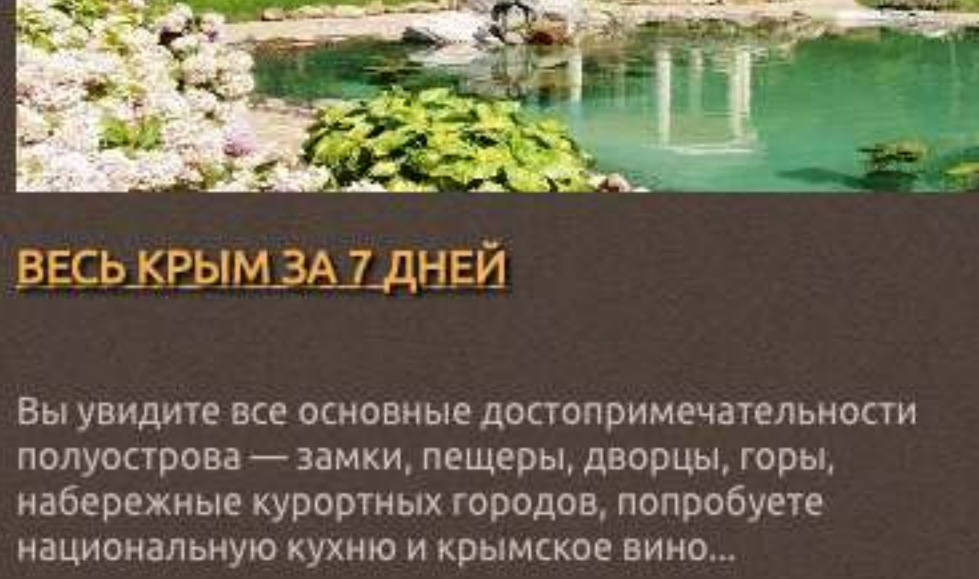 ВЕСЬ КРЫМ ЗА 7 ДНЕЙ
Вы увидите все основные достопримечательности
полуострова — замки, пещеры, дворцы, горы,
набережные курортных городов, попробуете
национальную кухню и крымское вино...